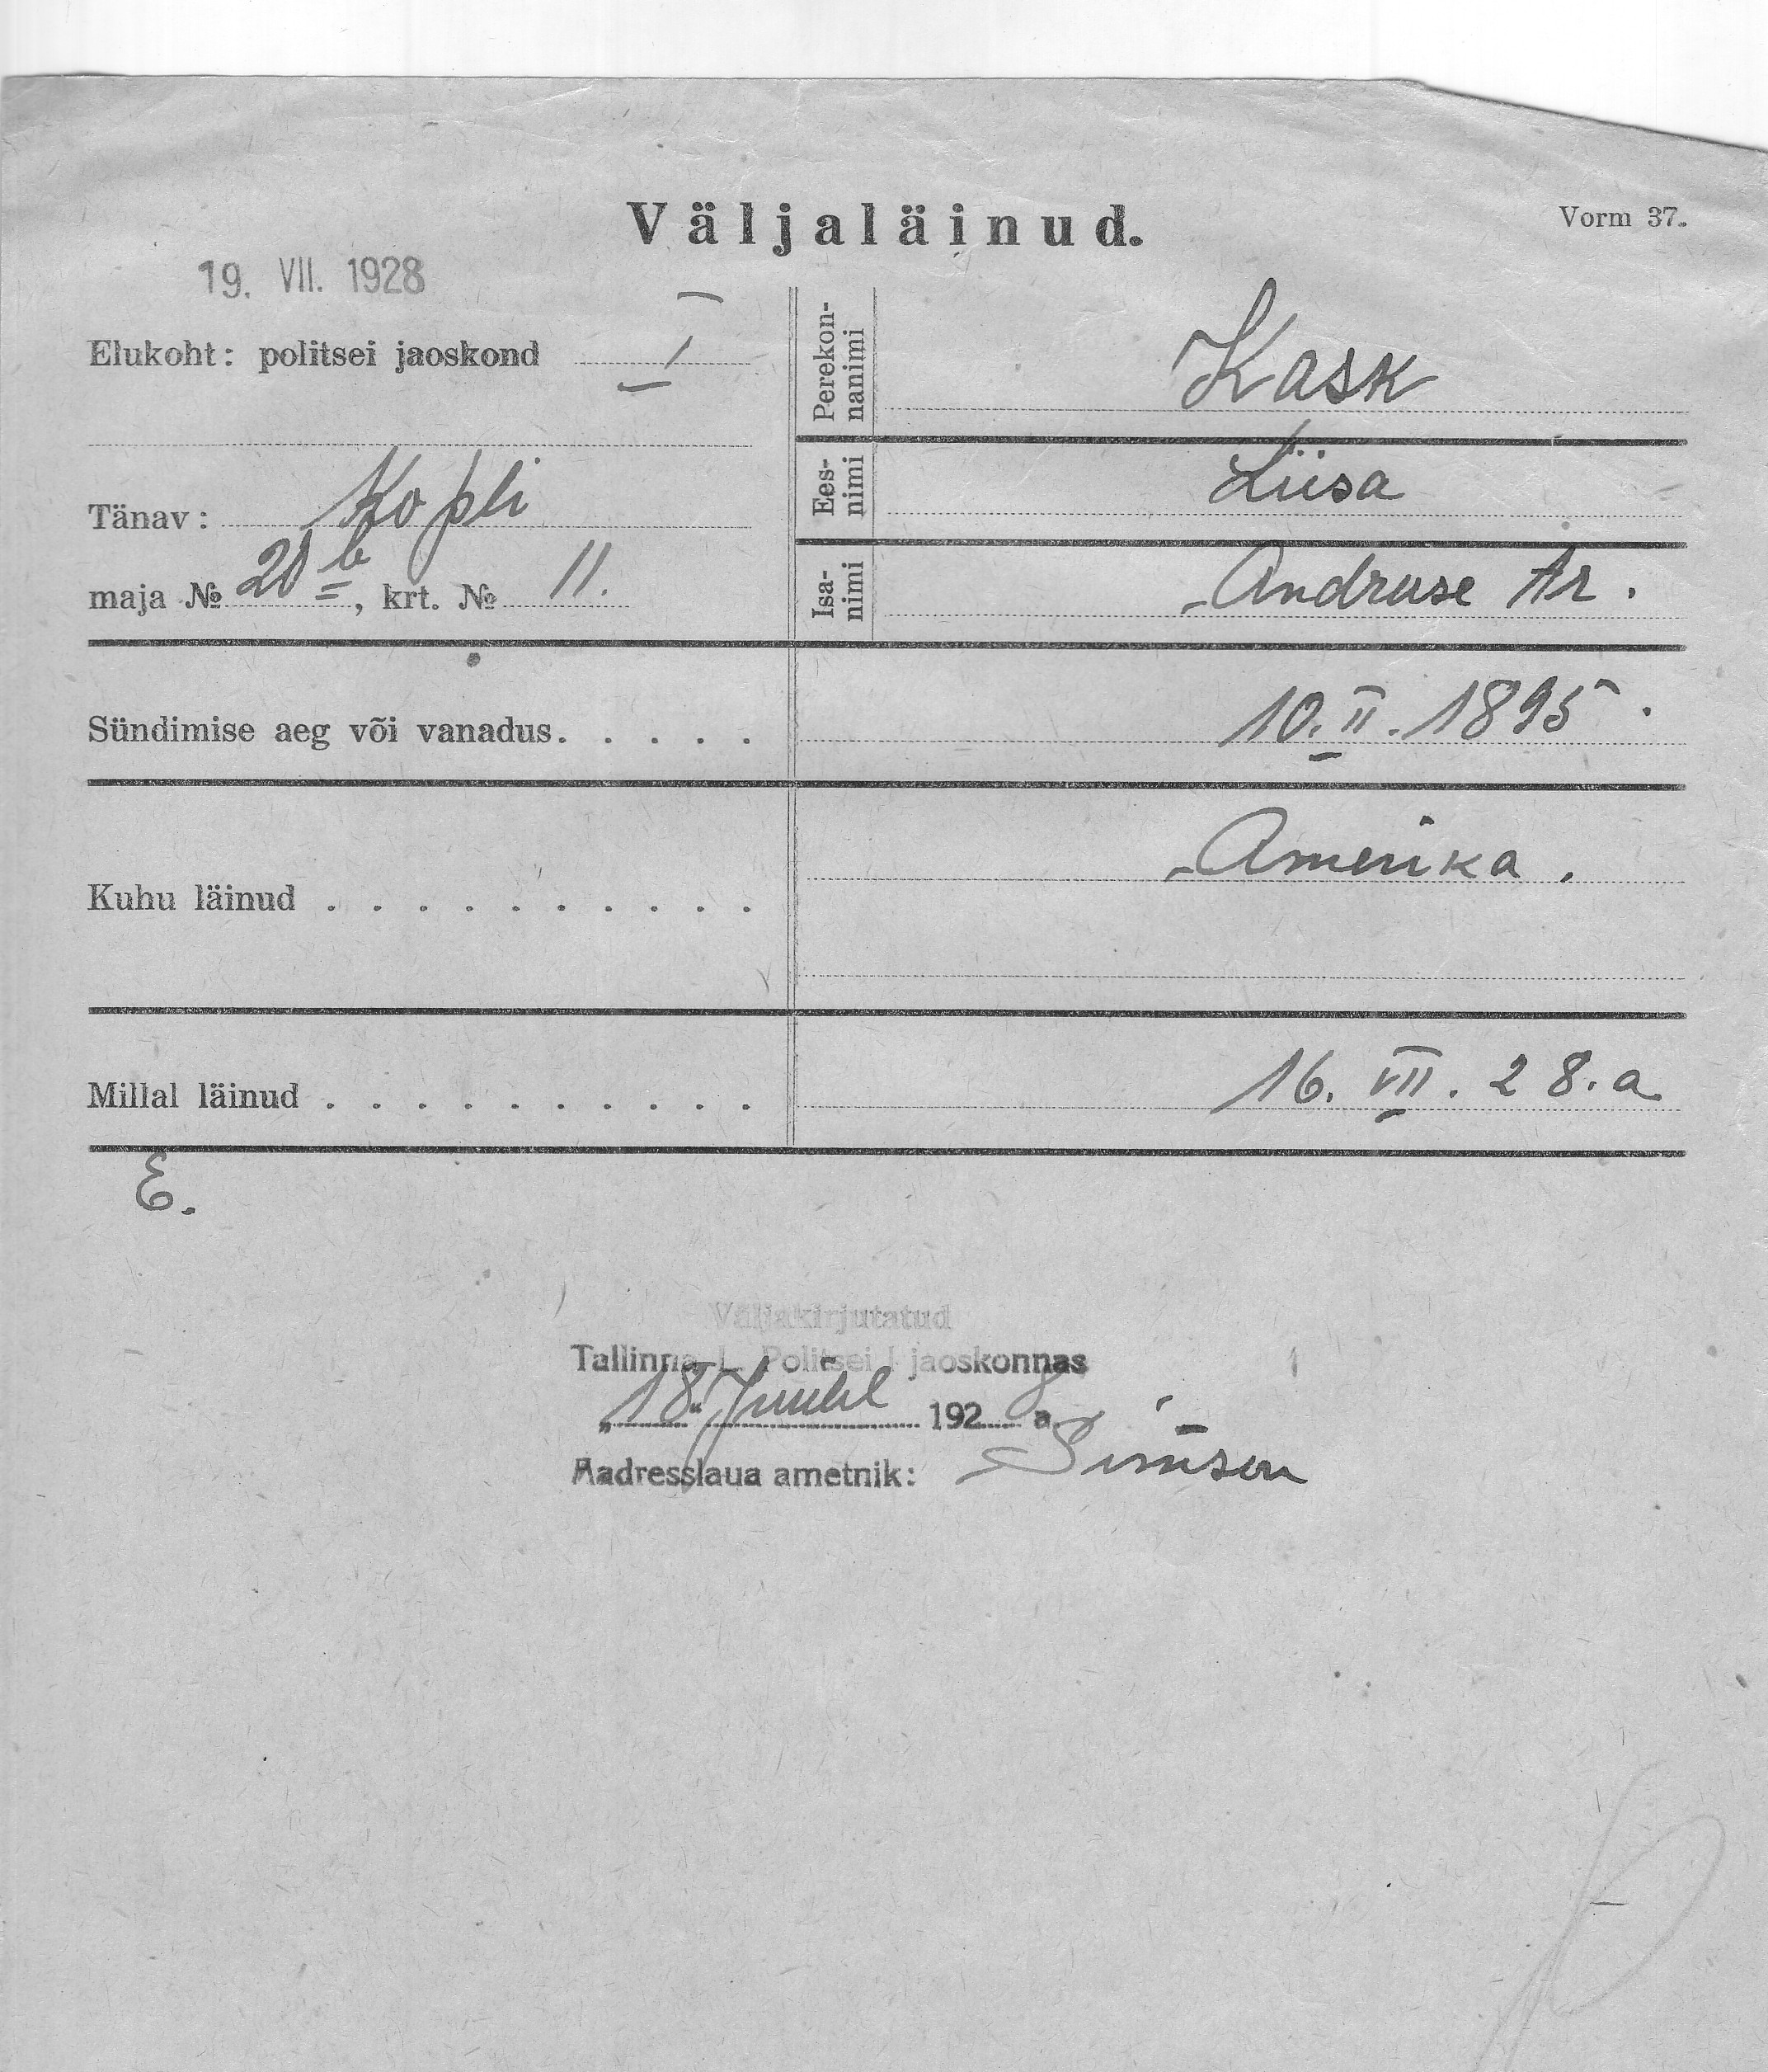 Väljaläinud.
Vorm 37.
19. VII. 1928
Elukoht: politsei jaoskond I
Perekon-
nanimi
Kask
Tänav: Kopli
Ees-
nimi
Liisa
maja № 20 b, krt. № 11.
Isa-
nimi
Andruse tr.
Sündimise aeg või vanadus. . . . . 10. II. 1895.
Kuhu läinud . . . . . . . . . . Amerika.
Millal läinud . . . . . . . . . . 16. VII. 28. a
E.
Väljakirjutatud
Tallinna L. Politsei I jaoskonnas
„18“ Juulil 1928 a.
Aadresslaua ametnik: